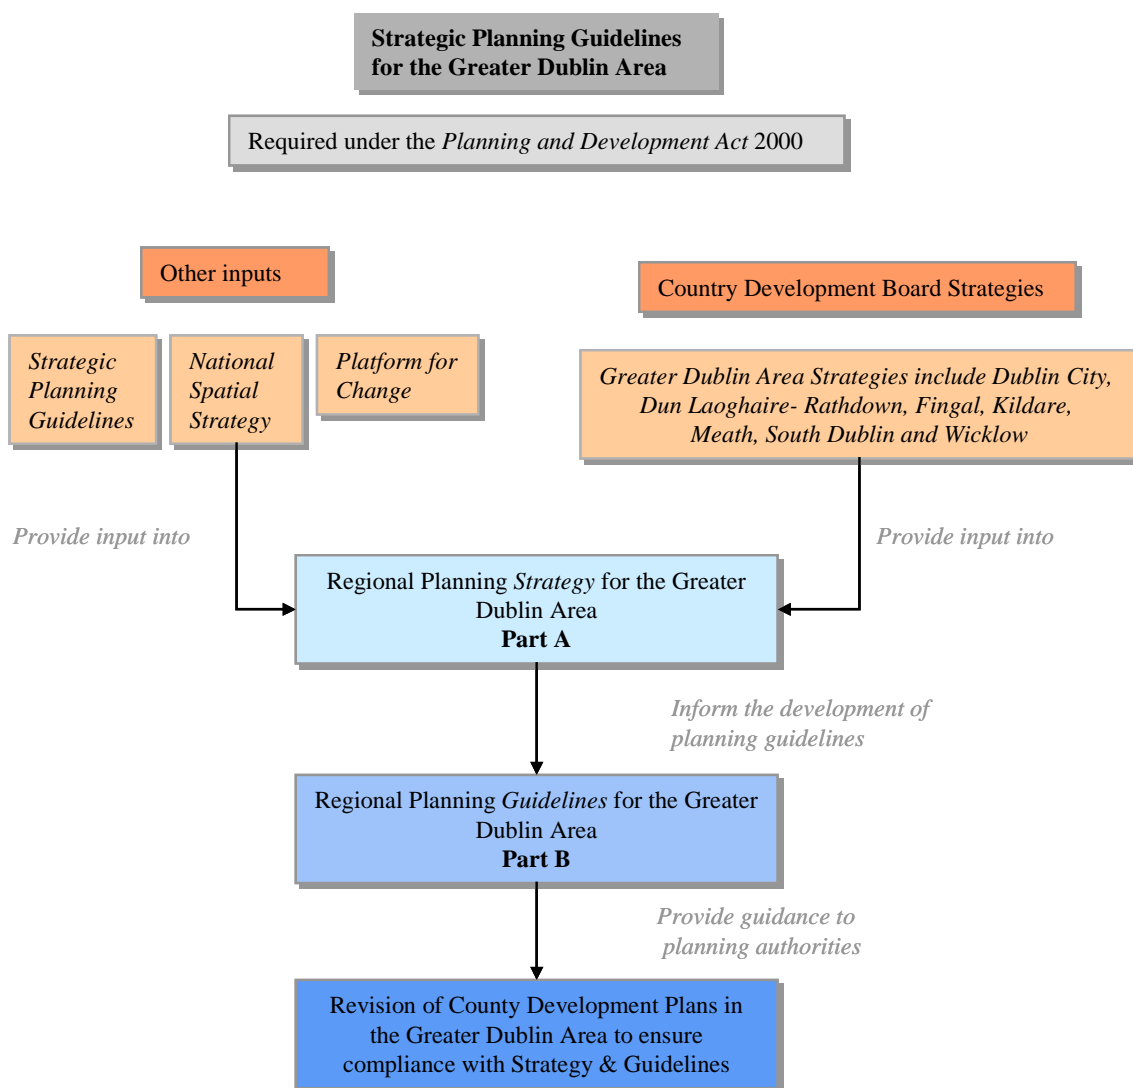 Strategic Planning Guidelines
for the Greater Dublin Area
Required under the Planning and Development Act 2000
Other inputs
Country Development Board Strategies
Strategic
Planning
Guidelines
National
Spatial
Strategy
Platform for
Change
Greater Dublin Area Strategies include Dublin City,
Dun Laoghaire- Rathdown, Fingal, Kildare,
Meath, South Dublin and Wicklow
Provide input into
Provide input into
Regional Planning Strategy for the Greater
Dublin Area
Part A
Inform the development of
planning guidelines
Regional Planning Guidelines for the Greater
Dublin Area
Part B
Provide guidance to
planning authorities
Revision of County Development Plans in
the Greater Dublin Area to ensure
compliance with Strategy & Guidelines